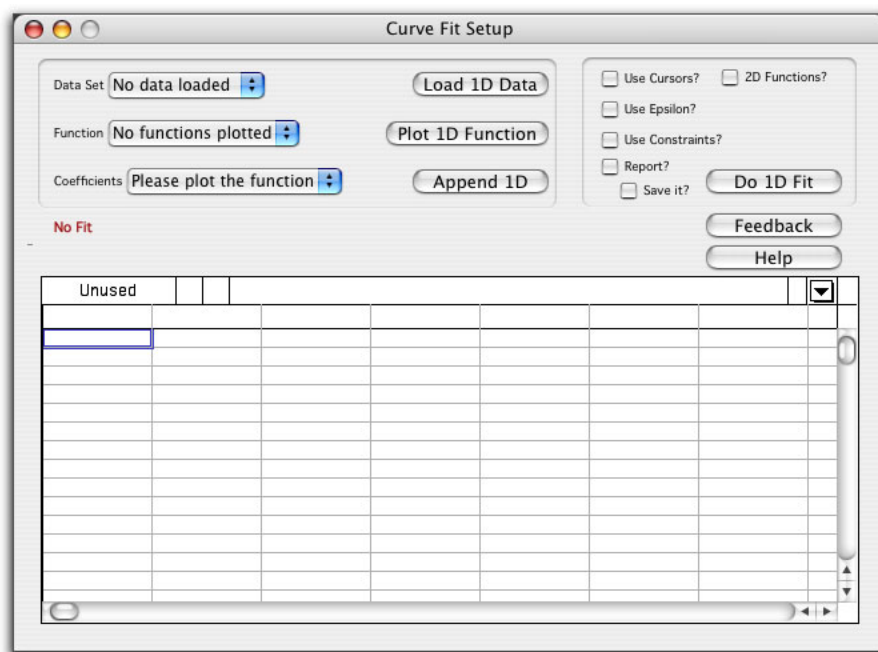 Curve Fit Setup
Data Set No data loaded Load 1D Data
Function No functions plotted Plot 1D Function
Coefficients Please plot the function Append 1D
Use Cursors? 2D Functions?
Use Epsilon?
Use Constraints?
Report?
Save it? Do 1D Fit
No Fit
Feedback
Help
Unused